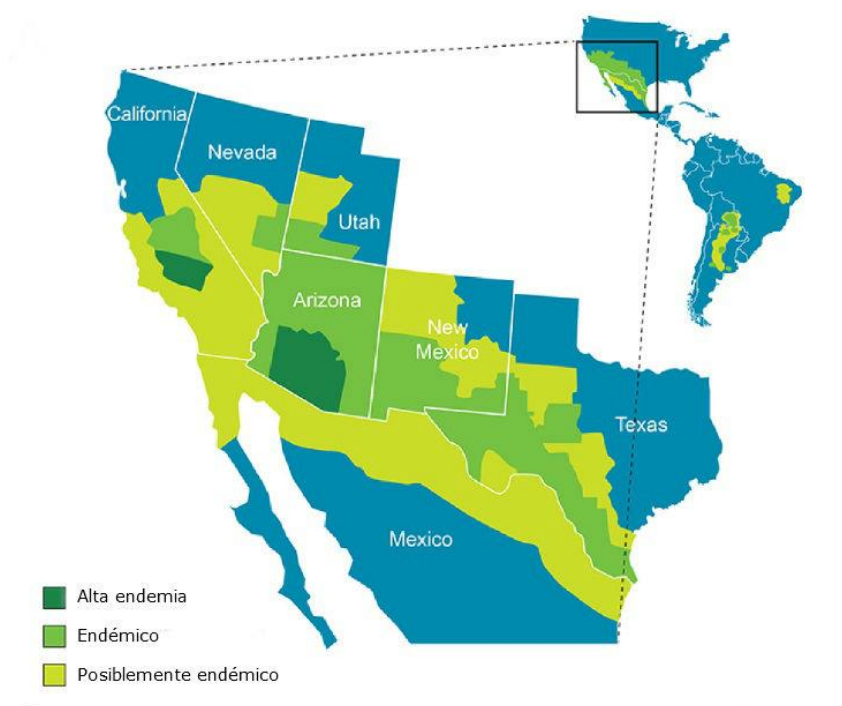 California
Nevada
Utah
Arizona
New
Mexico
Texas
Mexico
Alta endemia
Endémico
Posiblemente endémico